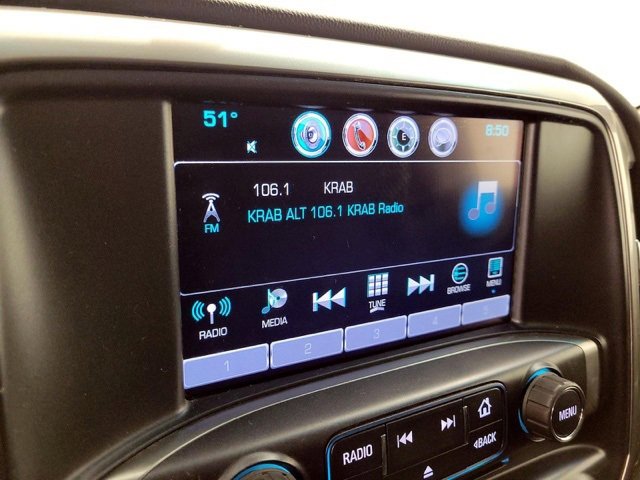 51° 8:50
106.1 KRAB
KRAB ALT 106.1 KRAB Radio
FM
RADIO MEDIA TUNE BROWSE MENU
1 2 3 4 5
RADIO MENU
BACK